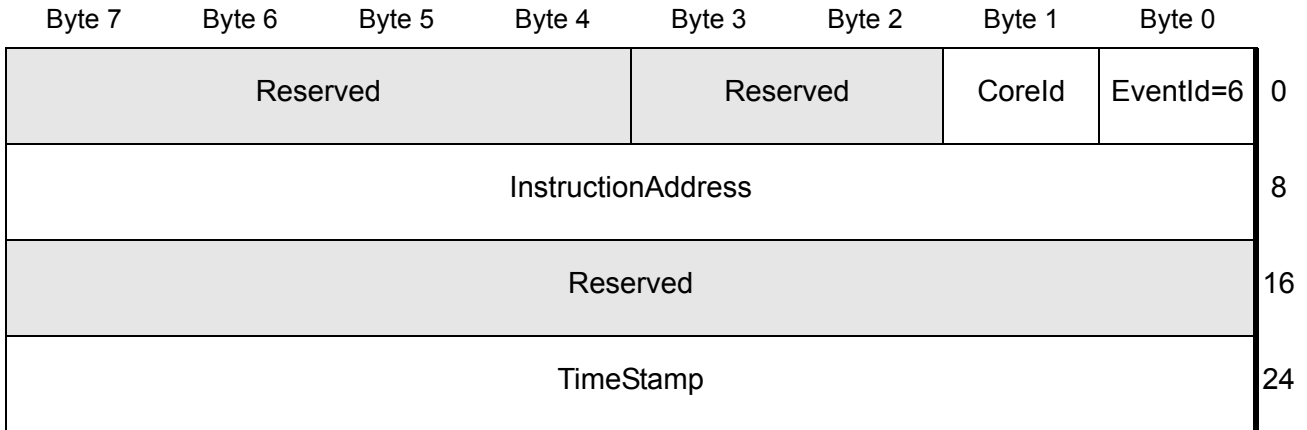 Byte 7 Byte 6 Byte 5 Byte 4 Byte 3 Byte 2 Byte 1 Byte 0
Reserved Reserved CoreId EventId=6 0
InstructionAddress 8
Reserved 16
TimeStamp 24